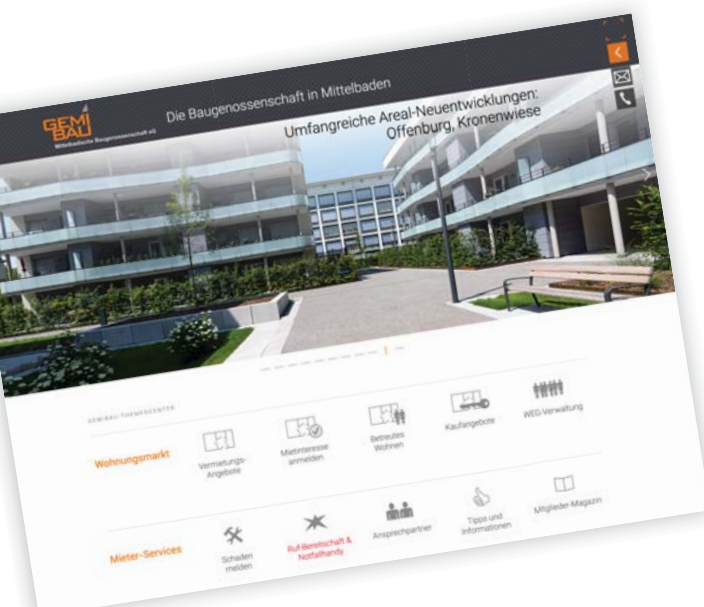 GEMI
BAU
Mittelbadische Baugenossenschaft eG
Die Baugenossenschaft in Mittelbaden
Umfangreiche Areal-Neuentwicklungen:
Offenburg, Kronenwiese
GEMIBAU-THEMENCENTER
Wohnungsmarkt
Vermietungs-
Angebote
Mietinteresse
anmelden
Betreutes
Wohnen
Kaufangebote
WEG-Verwaltung
Mieter-Services
Schaden
melden
Ruf-Bereitschaft &
Notfallhandy
Ansprechpartner
Tipps und
Informationen
Mitglieder-Magazin